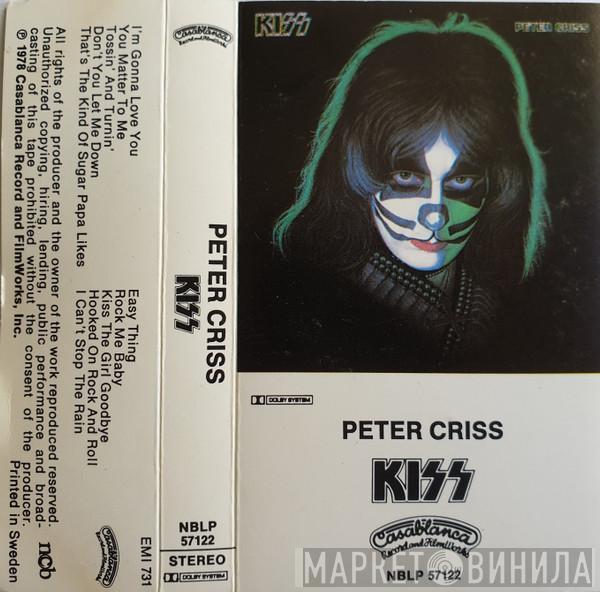 I'm Gonna Love You
You Matter To Me
Tossin' And Turnin'
Don't You Let Me Down
That's The Kind Of Sugar Papa Likes
Easy Thing
Rock Me Baby
Kiss The Girl Goodbye
Hooked On Rock And Roll
I Can't Stop The Rain
All rights of the producer and the owner of the work reproduced reserved.
Unauthorized copying, hiring, lending, public performance and broad-
casting of this tape prohibited without the consent of the producer.
℗ 1978 Casablanca Record and FilmWorks, Inc.
Printed in Sweden
Casablanca
Record and FilmWorks
EMI 731
ncb
PETER CRISS
KISS
NBLP
57122
STEREO
DOLBY SYSTEM
KISS
PETER CRISS
DOLBY SYSTEM
PETER CRISS
KISS
Casablanca
Record and FilmWorks
NBLP 57122
МАРКЕТ ВИНИЛА